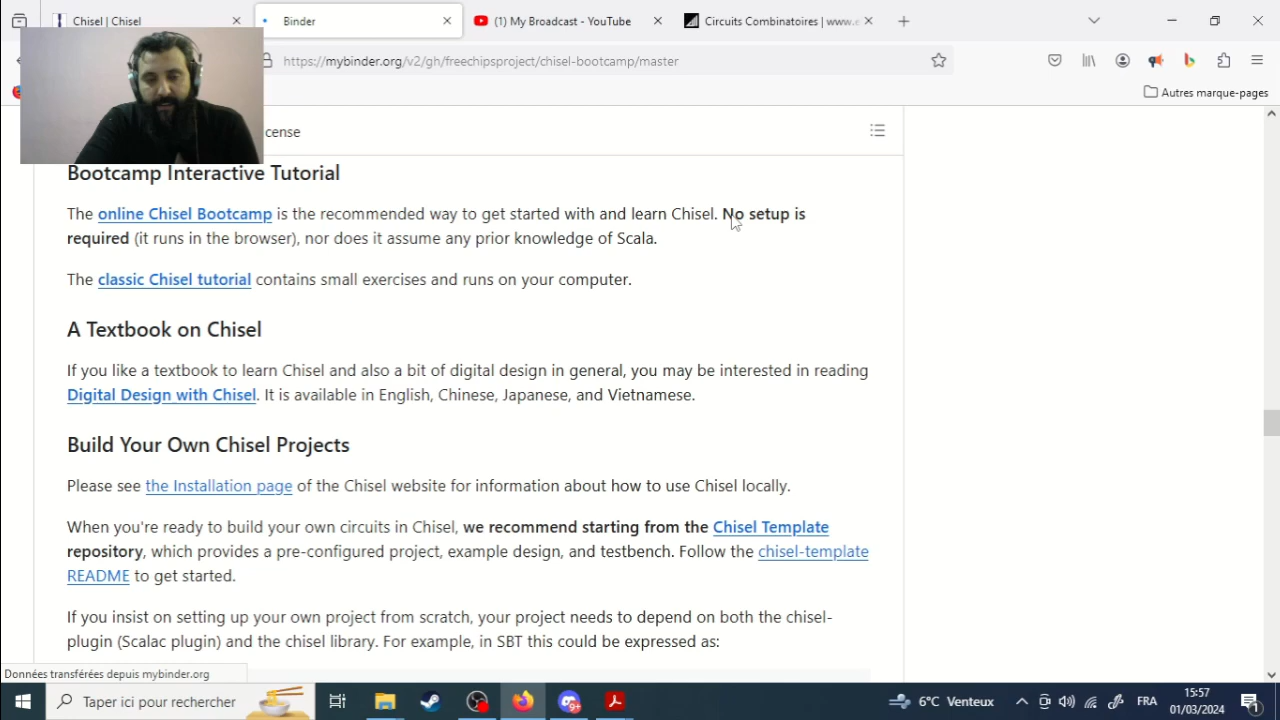 Chisel | Chisel
Binder
(1) My Broadcast - YouTube
Circuits Combinatoires | www.e
https://mybinder.org/v2/gh/freechipsproject/chisel-bootcamp/master
Autres marque-pages
cense
Bootcamp Interactive Tutorial
The online Chisel Bootcamp is the recommended way to get started with and learn Chisel. No setup is
required (it runs in the browser), nor does it assume any prior knowledge of Scala.
The classic Chisel tutorial contains small exercises and runs on your computer.
A Textbook on Chisel
If you like a textbook to learn Chisel and also a bit of digital design in general, you may be interested in reading
Digital Design with Chisel. It is available in English, Chinese, Japanese, and Vietnamese.
Build Your Own Chisel Projects
Please see the Installation page of the Chisel website for information about how to use Chisel locally.
When you're ready to build your own circuits in Chisel, we recommend starting from the Chisel Template
repository, which provides a pre-configured project, example design, and testbench. Follow the chisel-template
README to get started.
If you insist on setting up your own project from scratch, your project needs to depend on both the chisel-
plugin (Scalac plugin) and the chisel library. For example, in SBT this could be expressed as:
Données transférées depuis mybinder.org
Taper ici pour rechercher
9+
6°C Venteux
FRA
15:57
01/03/2024
1